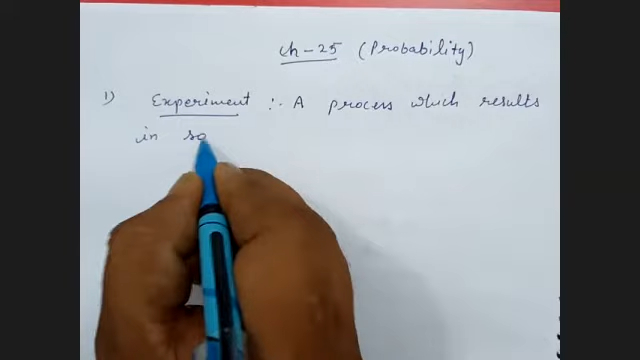 Ch-25 (Probability)
1) Experiment :- A process which results
in so